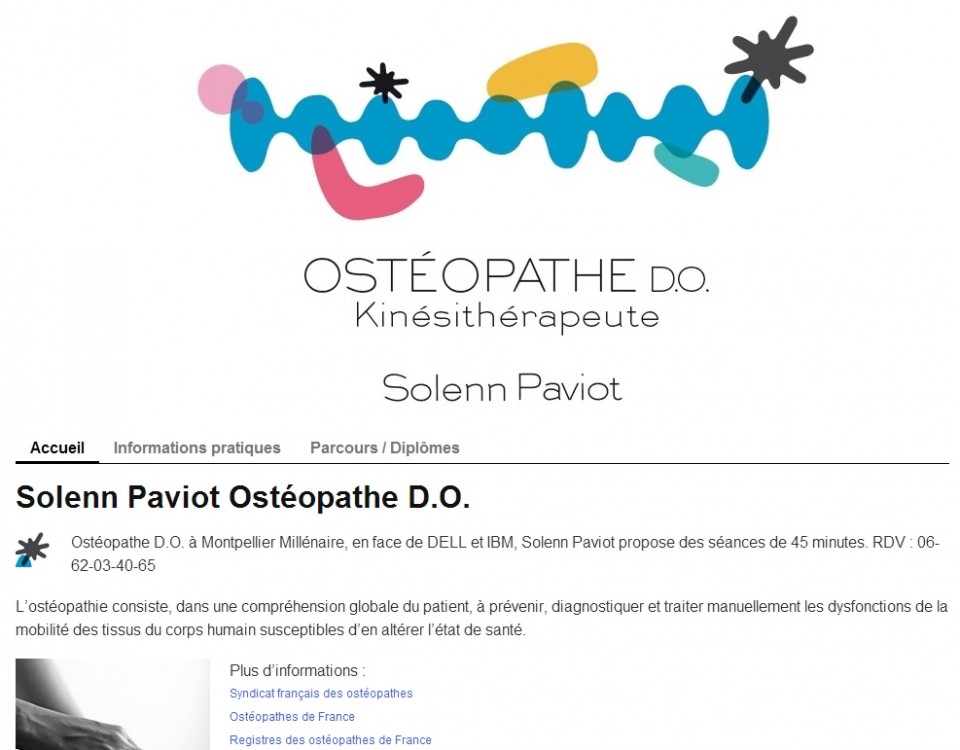 OSTÉOPATHE D.O.
Kinésithérapeute
Solenn Paviot
Accueil Informations pratiques Parcours / Diplômes
Solenn Paviot Ostéopathe D.O.
Ostéopathe D.O. à Montpellier Millénaire, en face de DELL et IBM, Solenn Paviot propose des séances de 45 minutes. RDV : 06-
62-03-40-65
L’ostéopathie consiste, dans une compréhension globale du patient, à prévenir, diagnostiquer et traiter manuellement les dysfonctions de la
mobilité des tissus du corps humain susceptibles d’en altérer l’état de santé.
Plus d’informations :
Syndicat français des ostéopathes
Ostéopathes de France
Registres des ostéopathes de France